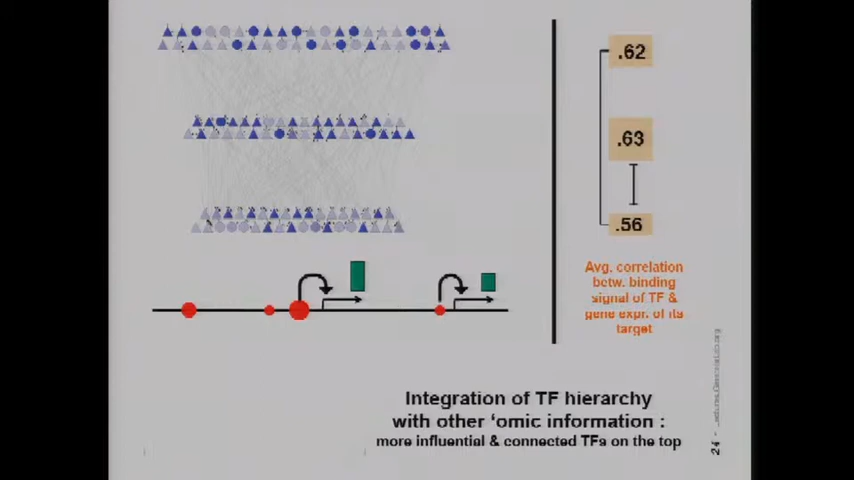 .62
.63
.56
Avg. correlation
betw. binding
signal of TF &
gene expr. of its
target
Integration of TF hierarchy
with other ‘omic information :
more influential & connected TFs on the top
24 -